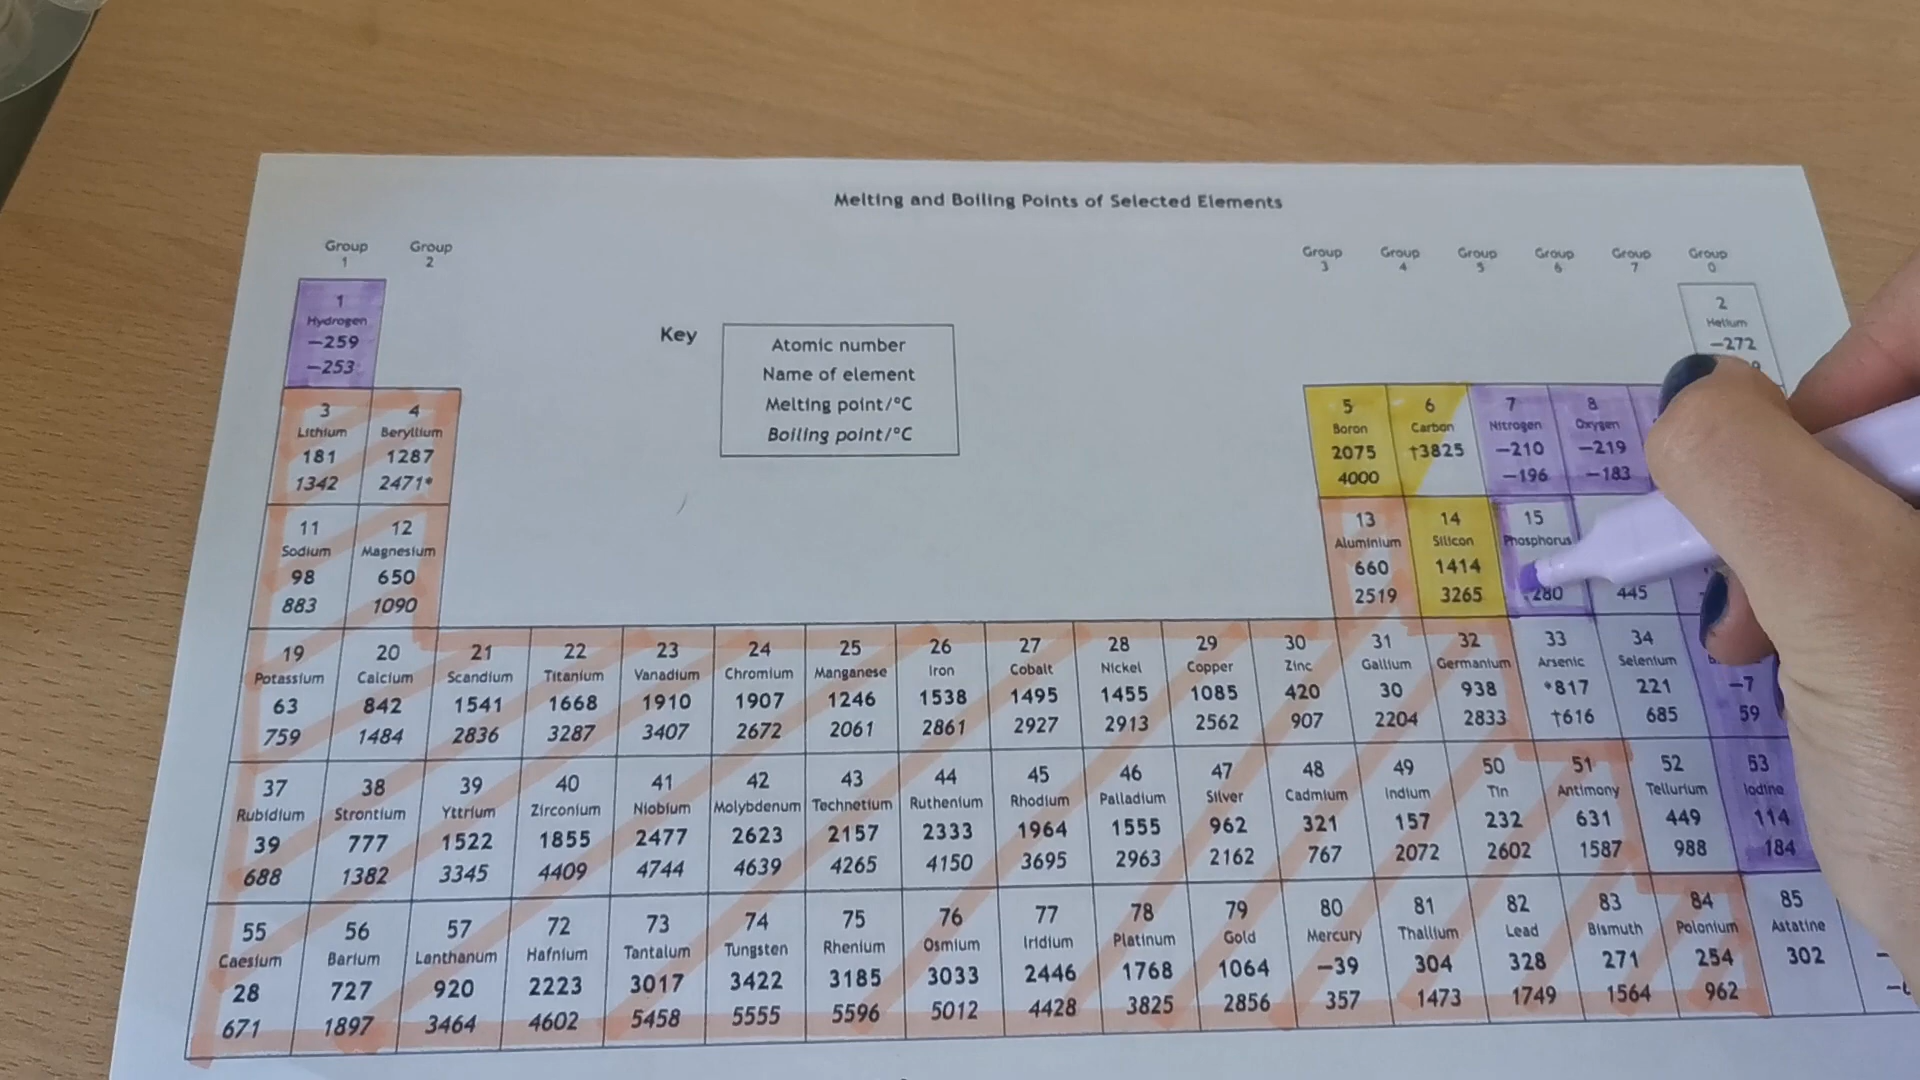 Melting and Boiling Points of Selected Elements
Group 1
Group 2
Group 3
Group 4
Group 5
Group 6
Group 7
Group 0
Key
Atomic number
Name of element
Melting point/°C
Boiling point/°C
1
Hydrogen
−259
−253
2
Helium
−272
3
Lithium
181
1342
4
Beryllium
1287
2471*
5
Boron
2075
4000
6
Carbon
†3825
7
Nitrogen
−210
−196
8
Oxygen
−219
−183
11
Sodium
98
883
12
Magnesium
650
1090
13
Aluminium
660
2519
14
Silicon
1414
3265
15
Phosphorus
280
445
19
Potassium
63
759
20
Calcium
842
1484
21
Scandium
1541
2836
22
Titanium
1668
3287
23
Vanadium
1910
3407
24
Chromium
1907
2672
25
Manganese
1246
2061
26
Iron
1538
2861
27
Cobalt
1495
2927
28
Nickel
1455
2913
29
Copper
1085
2562
30
Zinc
420
907
31
Gallium
30
2204
32
Germanium
938
2833
33
Arsenic
*817
†616
34
Selenium
221
685
−7
59
37
Rubidium
39
688
38
Strontium
777
1382
39
Yttrium
1522
3345
40
Zirconium
1855
4409
41
Niobium
2477
4744
42
Molybdenum
2623
4639
43
Technetium
2157
4265
44
Ruthenium
2333
4150
45
Rhodium
1964
3695
46
Palladium
1555
2963
47
Silver
962
2162
48
Cadmium
321
767
49
Indium
157
2072
50
Tin
232
2602
51
Antimony
631
1587
52
Tellurium
449
988
53
Iodine
114
184
55
Caesium
28
671
56
Barium
727
1897
57
Lanthanum
920
3464
72
Hafnium
2223
4602
73
Tantalum
3017
5458
74
Tungsten
3422
5555
75
Rhenium
3185
5596
76
Osmium
3033
5012
77
Iridium
2446
4428
78
Platinum
1768
3825
79
Gold
1064
2856
80
Mercury
−39
357
81
Thallium
304
1473
82
Lead
328
1749
83
Bismuth
271
1564
84
Polonium
254
962
85
Astatine
302